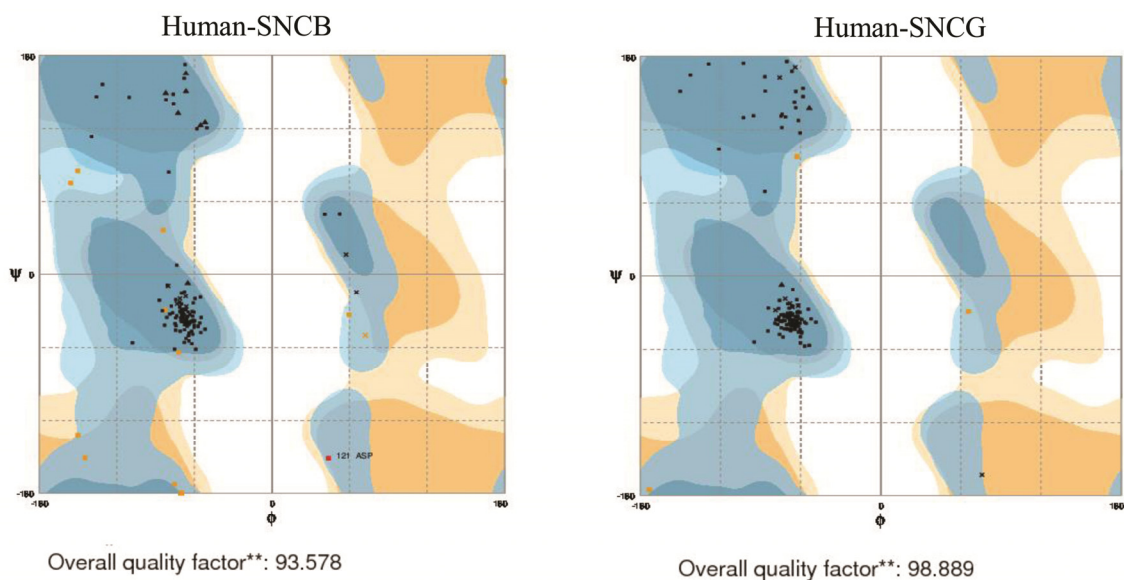 Human-SNCB
Human-SNCG
180
Ψ 0
121 ASP
-180
-180 0 180
Φ
180
Ψ 0
-180
-180 0 180
Φ
Overall quality factor**: 93.578
Overall quality factor**: 98.889